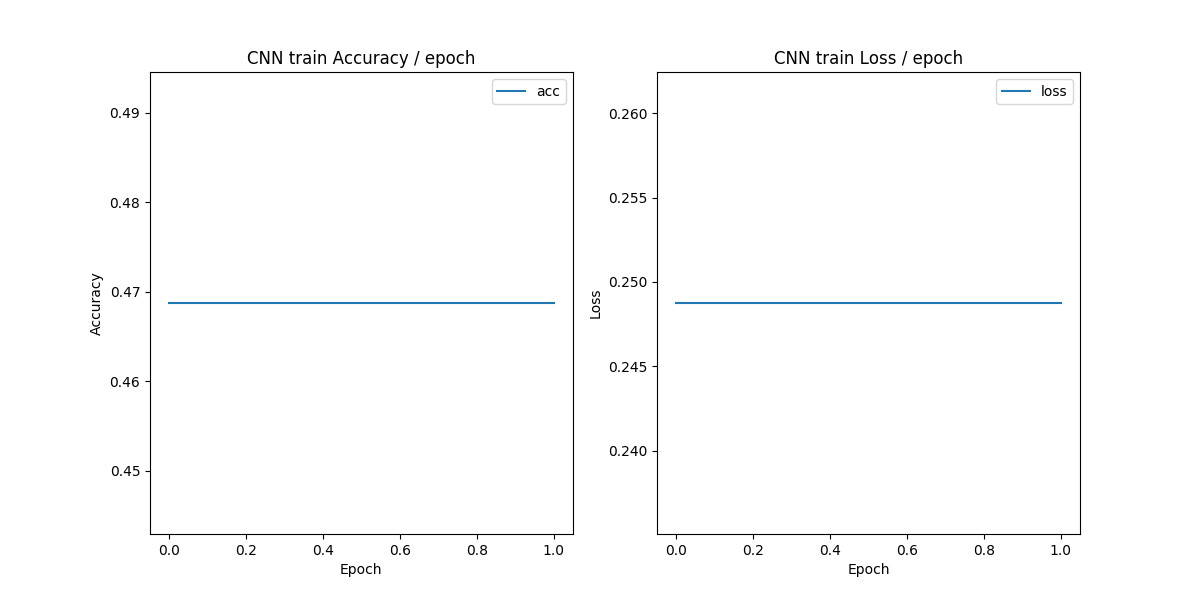 CNN train Accuracy / epoch
acc
0.49
0.48
0.47
0.46
0.45
Accuracy
0.0 0.2 0.4 0.6 0.8 1.0
Epoch
CNN train Loss / epoch
loss
0.260
0.255
0.250
0.245
0.240
Loss
0.0 0.2 0.4 0.6 0.8 1.0
Epoch